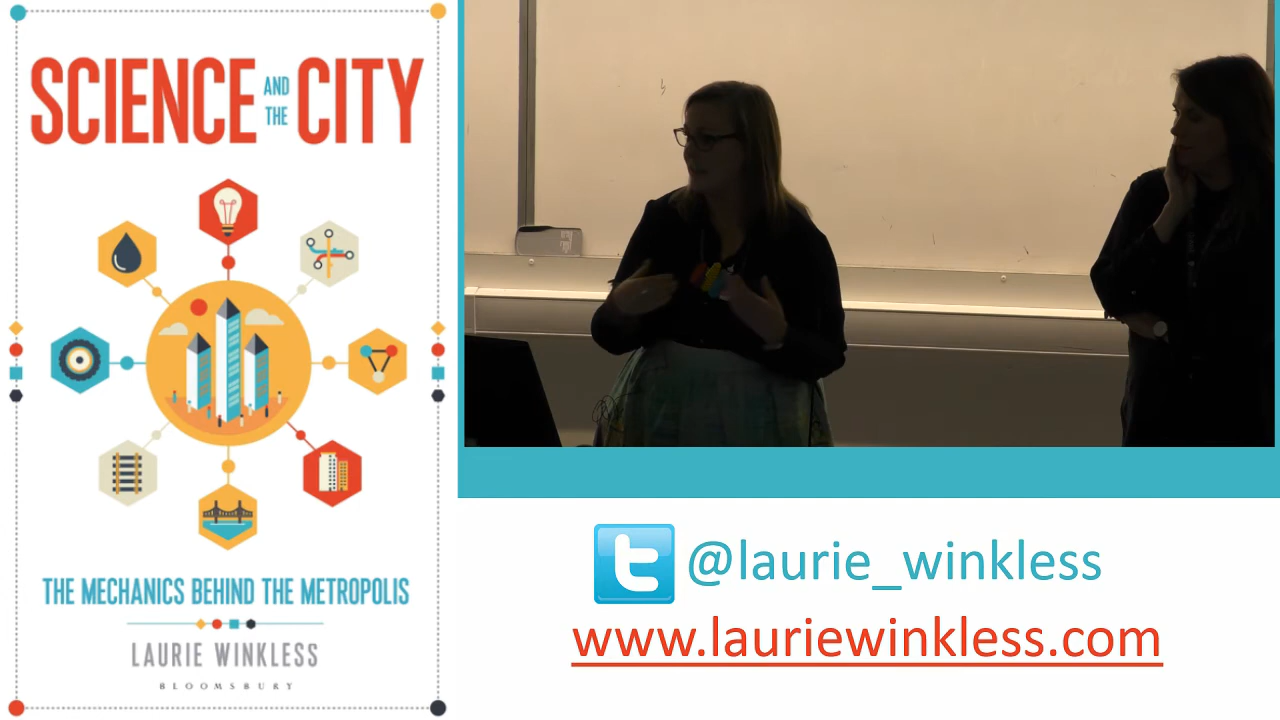 SCIENCE AND THE CITY
THE MECHANICS BEHIND THE METROPOLIS
LAURIE WINKLESS
BLOOMSBURY
@laurie_winkless
www.lauriewinkless.com